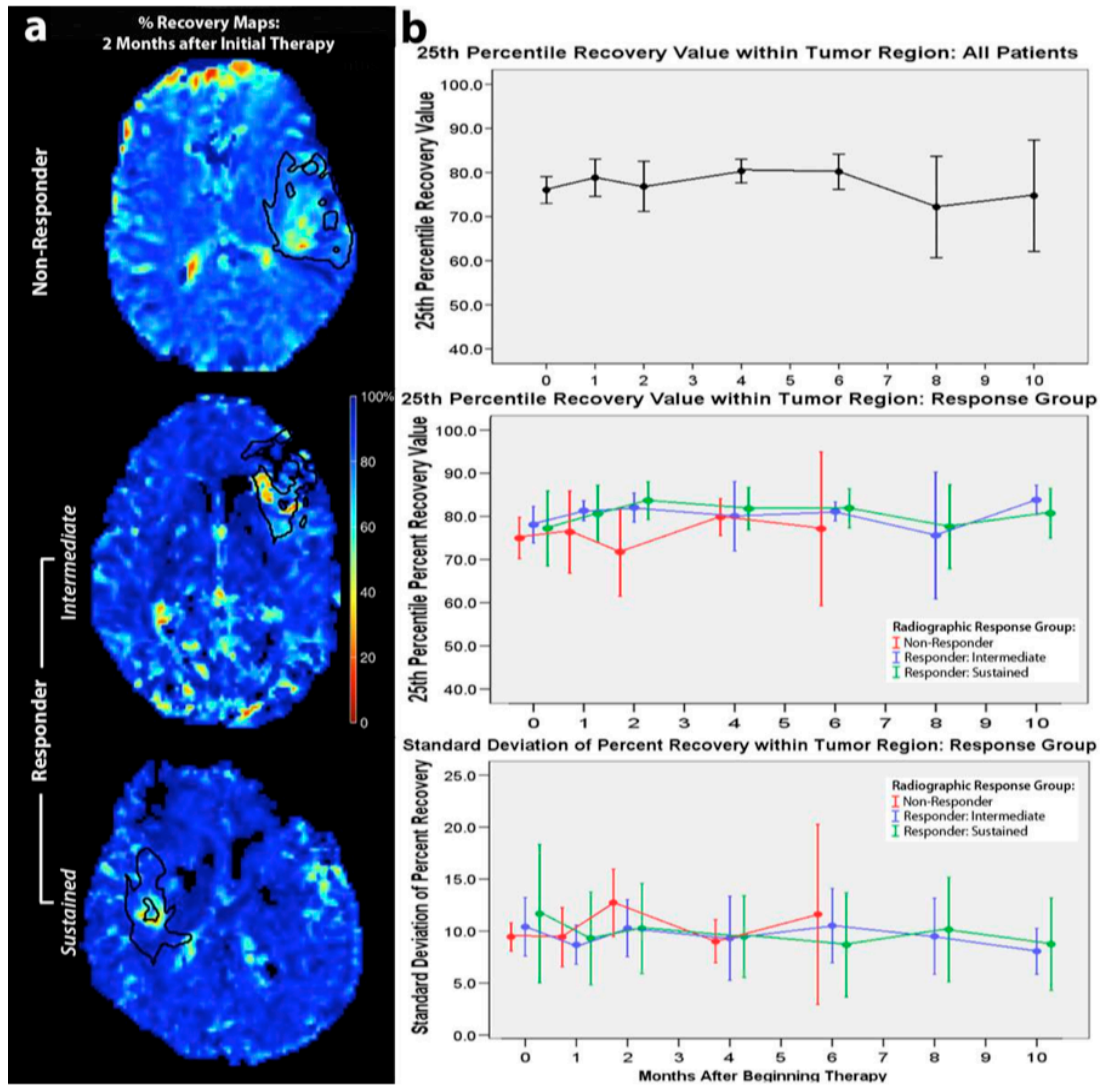 a
% Recovery Maps:
2 Months after Initial Therapy
Non-Responder
Responder
Intermediate
Sustained
100%
80
60
40
20
0
b
25th Percentile Recovery Value within Tumor Region: All Patients
25th Percentile Recovery Value
100.0
90.0
80.0
70.0
60.0
50.0
40.0
0 1 2 3 4 5 6 7 8 9 10
25th Percentile Recovery Value within Tumor Region: Response Group
25th Percentile Percent Recovery Value
100.0
90.0
80.0
70.0
60.0
50.0
40.0
Radiographic Response Group:
Non-Responder
Responder: Intermediate
Responder: Sustained
0 1 2 3 4 5 6 7 8 9 10
Standard Deviation of Percent Recovery within Tumor Region: Response Group
Standard Deviation of Percent Recovery
25.0
20.0
15.0
10.0
5.0
0.0
Radiographic Response Group:
Non-Responder
Responder: Intermediate
Responder: Sustained
0 1 2 3 4 5 6 7 8 9 10
Months After Beginning Therapy